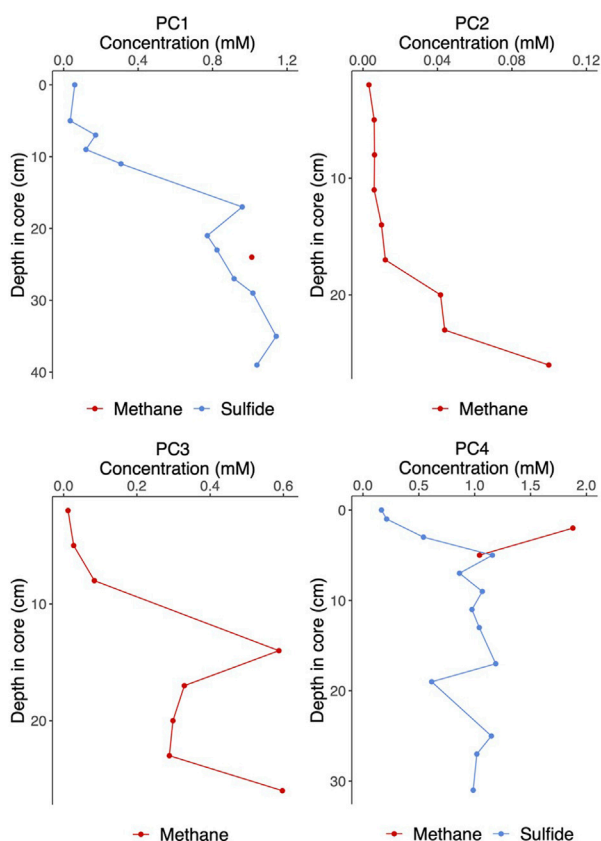 PC1
Concentration (mM)
0.0 0.4 0.8 1.2
Depth in core (cm)
0
10
20
30
40
Methane Sulfide
PC2
Concentration (mM)
0.00 0.04 0.08 0.12
Depth in core (cm)
10
20
Methane
PC3
Concentration (mM)
0.0 0.2 0.4 0.6
Depth in core (cm)
10
20
Methane
PC4
Concentration (mM)
0.0 0.5 1.0 1.5 2.0
Depth in core (cm)
0
10
20
30
Methane Sulfide